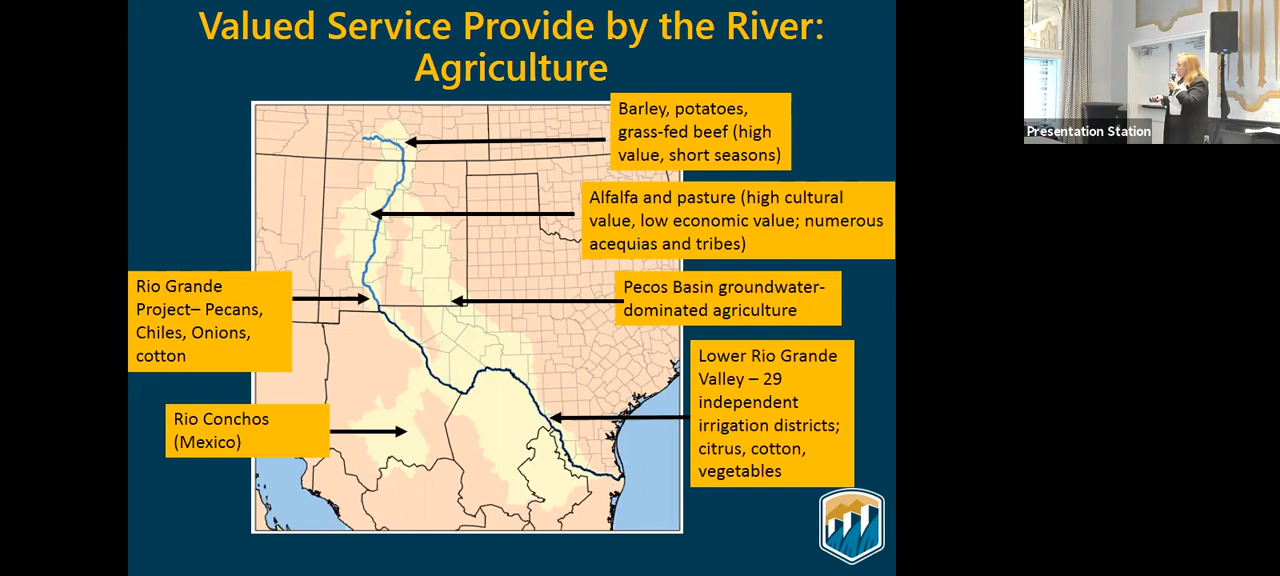 Valued Service Provide by the River:
Agriculture
Barley, potatoes,
grass-fed beef (high
value, short seasons)
Alfalfa and pasture (high cultural
value, low economic value; numerous
acequias and tribes)
Rio Grande
Project– Pecans,
Chiles, Onions,
cotton
Pecos Basin groundwater-
dominated agriculture
Lower Rio Grande
Valley – 29
independent
irrigation districts;
citrus, cotton,
vegetables
Rio Conchos
(Mexico)
Presentation Station